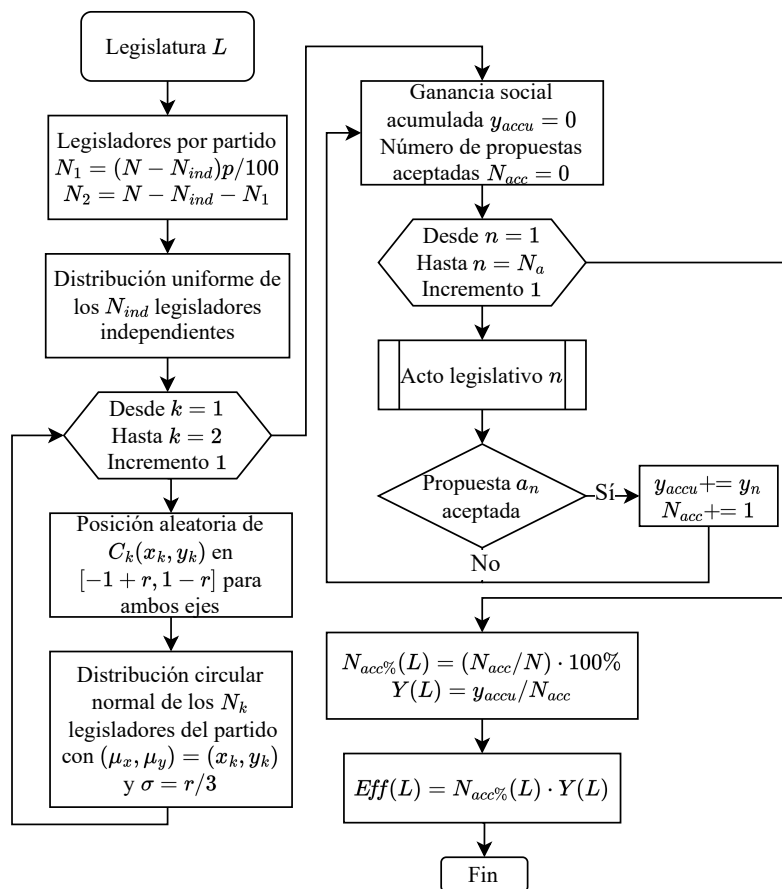 Legislatura L
Legisladores por partido
N₁ = (N − N_ind)p/100
N₂ = N − N_ind − N₁
Distribución uniforme de
los N_ind legisladores
independientes
Desde k = 1
Hasta k = 2
Incremento 1
Posición aleatoria de
C_k(x_k, y_k) en
[−1 + r, 1 − r] para
ambos ejes
Distribución circular
normal de los N_k
legisladores del partido
con (μ_x, μ_y) = (x_k, y_k)
y σ = r/3
Ganancia social
acumulada y_accu = 0
Número de propuestas
aceptadas N_acc = 0
Desde n = 1
Hasta n = N_a
Incremento 1
Acto legislativo n
Propuesta a_n
aceptada
Sí
y_accu += y_n
N_acc += 1
No
N_acc%(L) = (N_acc/N) · 100%
Y(L) = y_accu/N_acc
Eff(L) = N_acc%(L) · Y(L)
Fin